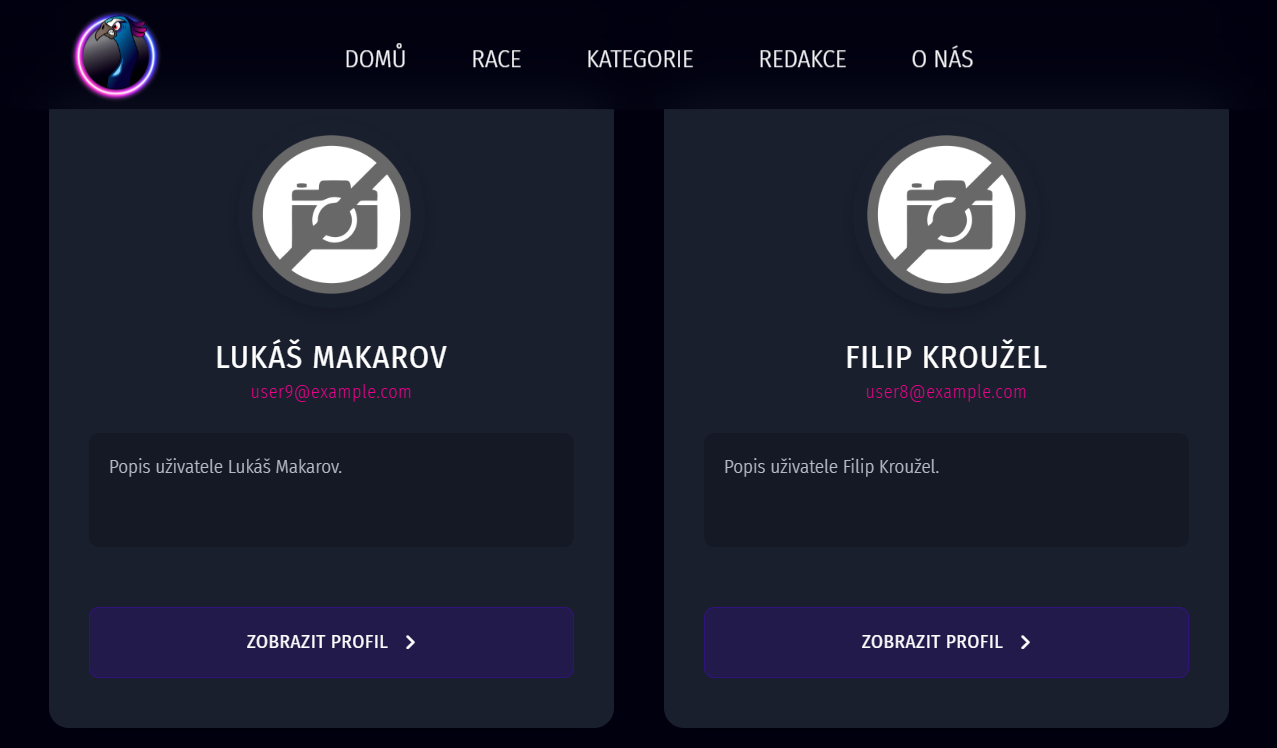 DOMŮ
RACE
KATEGORIE
REDAKCE
O NÁS
LUKÁŠ MAKAROV
user9@example.com
Popis uživatele Lukáš Makarov.
ZOBRAZIT PROFIL
FILIP KROUŽEL
user8@example.com
Popis uživatele Filip Kroužel.
ZOBRAZIT PROFIL